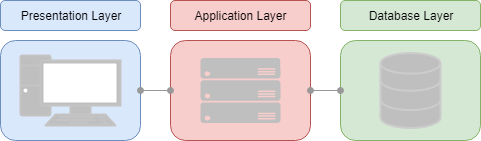 Presentation Layer
Application Layer
Database Layer